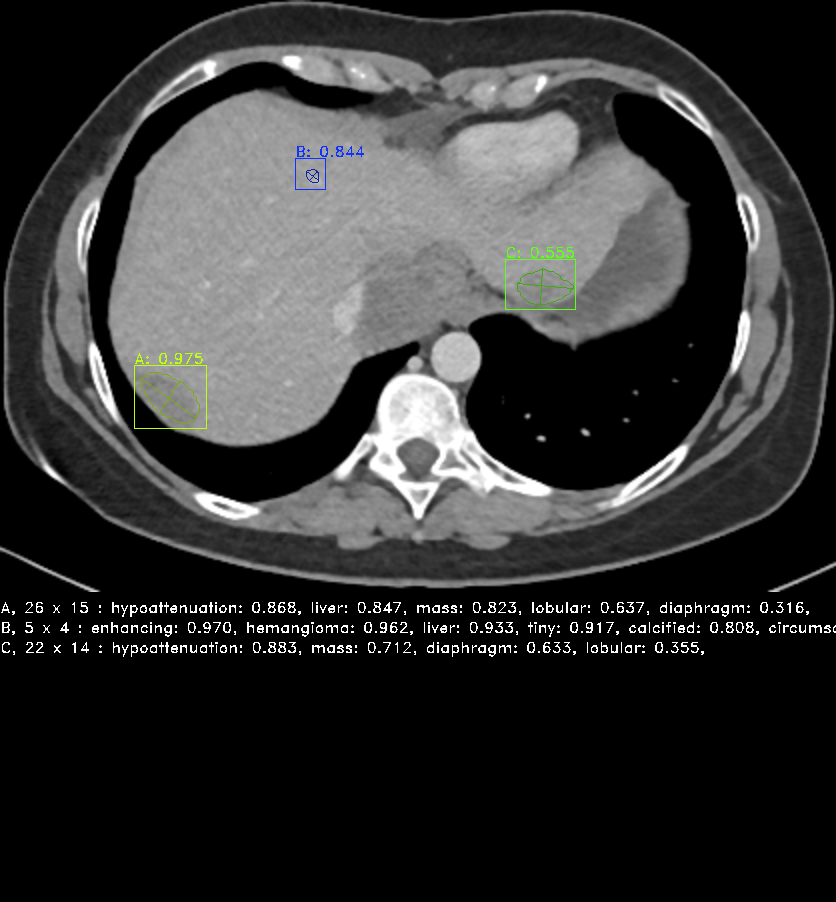 B: 0.844
C: 0.555
A: 0.975
A, 26 x 15 : hypoattenuation: 0.868, liver: 0.847, mass: 0.823, lobular: 0.637, diaphragm: 0.316,
B, 5 x 4 : enhancing: 0.970, hemangioma: 0.962, liver: 0.933, tiny: 0.917, calcified: 0.808, circumsc
C, 22 x 14 : hypoattenuation: 0.883, mass: 0.712, diaphragm: 0.633, lobular: 0.355,